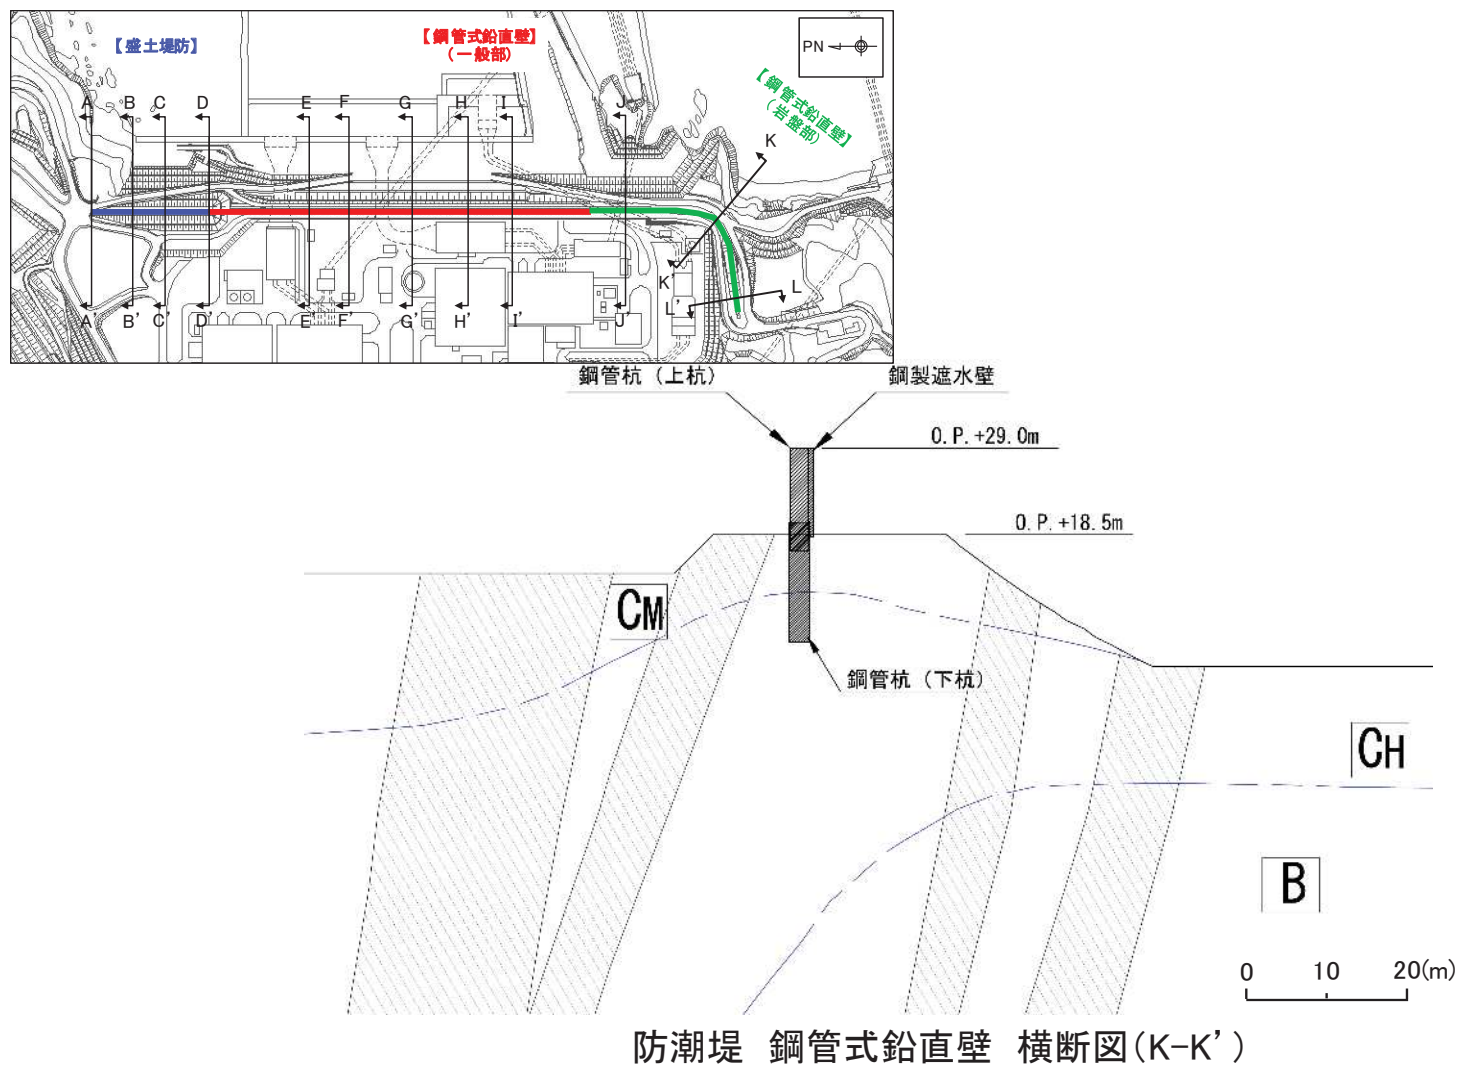 【盛土堤防】
【鋼管式鉛直壁】
(一般部)
【鋼管式鉛直壁】
(岩盤部)
PN
A B C D E F G H I J
K
K'
L
L'
A' B' C' D' E' F' G' H' I' J'
鋼管杭（上杭）
鋼製遮水壁
O.P.+29.0m
O.P.+18.5m
CM
鋼管杭（下杭）
CH
B
0 10 20(m)
防潮堤 鋼管式鉛直壁 横断図(K-K')